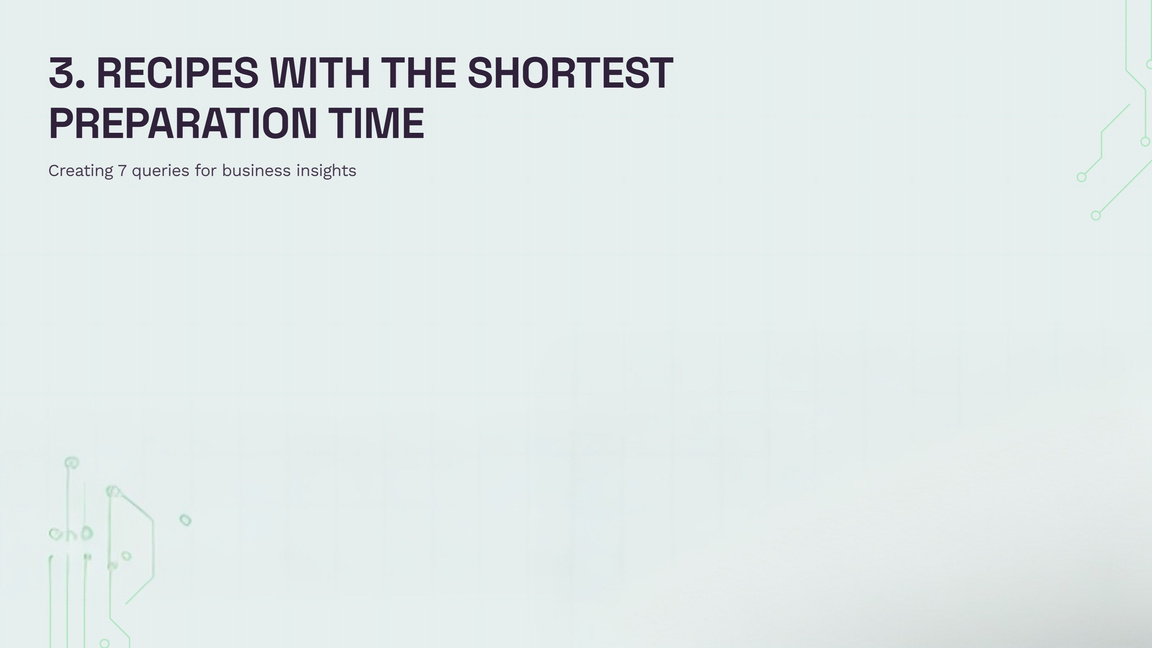 3. RECIPES WITH THE SHORTEST
PREPARATION TIME
Creating 7 queries for business insights